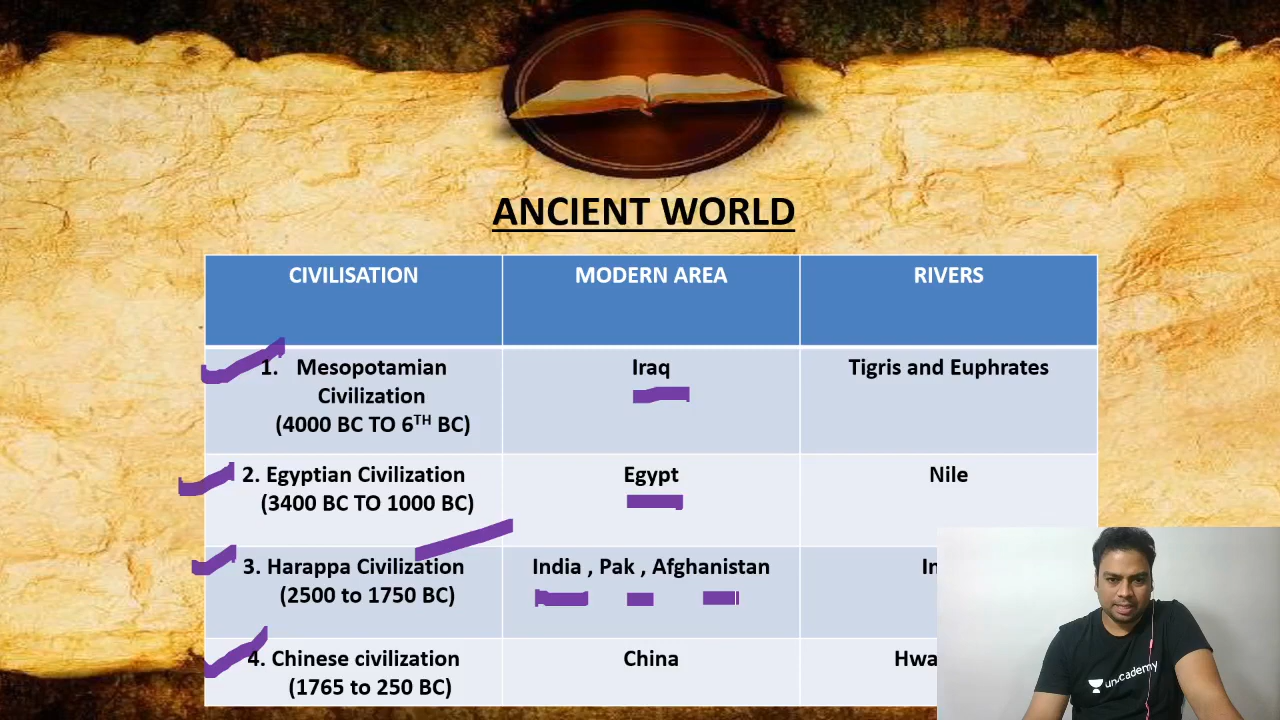 ANCIENT WORLD
CIVILISATION MODERN AREA RIVERS
1. Mesopotamian Iraq Tigris and Euphrates
Civilization
(4000 BC TO 6TH BC)
2. Egyptian Civilization Egypt Nile
(3400 BC TO 1000 BC)
3. Harappa Civilization India , Pak , Afghanistan
(2500 to 1750 BC)
4. Chinese civilization China
(1765 to 250 BC)
unacademy